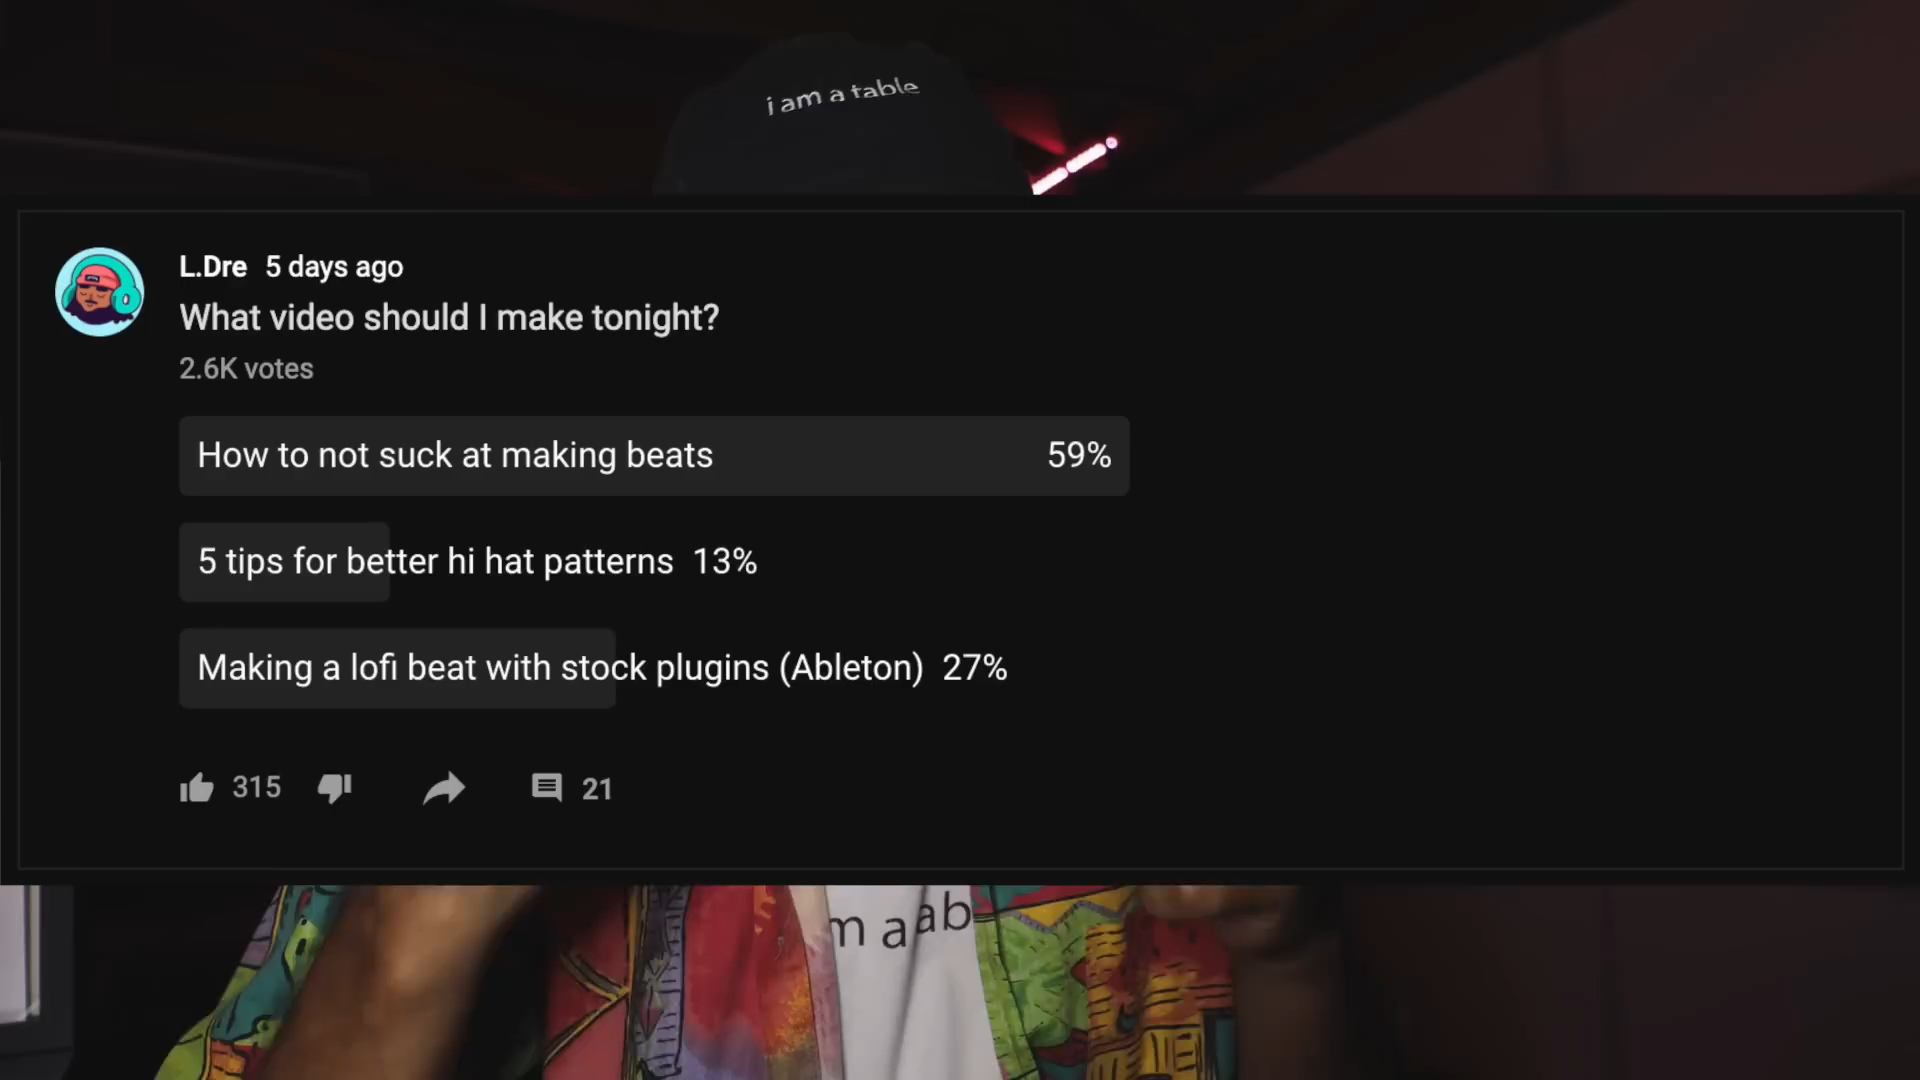 i am a table
L.Dre 5 days ago
What video should I make tonight?
2.6K votes
How to not suck at making beats 59%
5 tips for better hi hat patterns 13%
Making a lofi beat with stock plugins (Ableton) 27%
315 21
m a ab